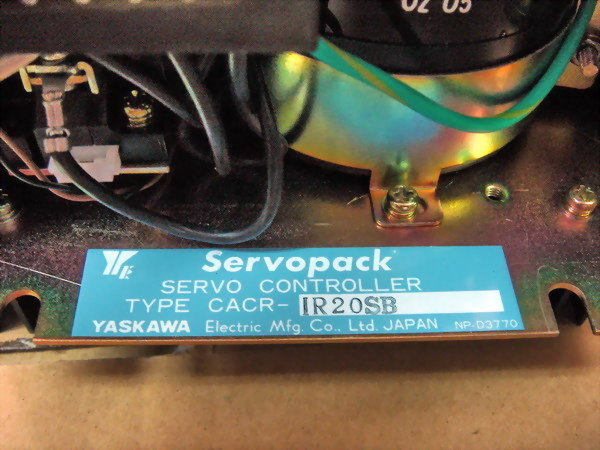 02 05
Servopack
SERVO CONTROLLER
TYPE CACR-IR20SB
YASKAWA Electric Mfg. Co., Ltd. JAPAN NP-D3770